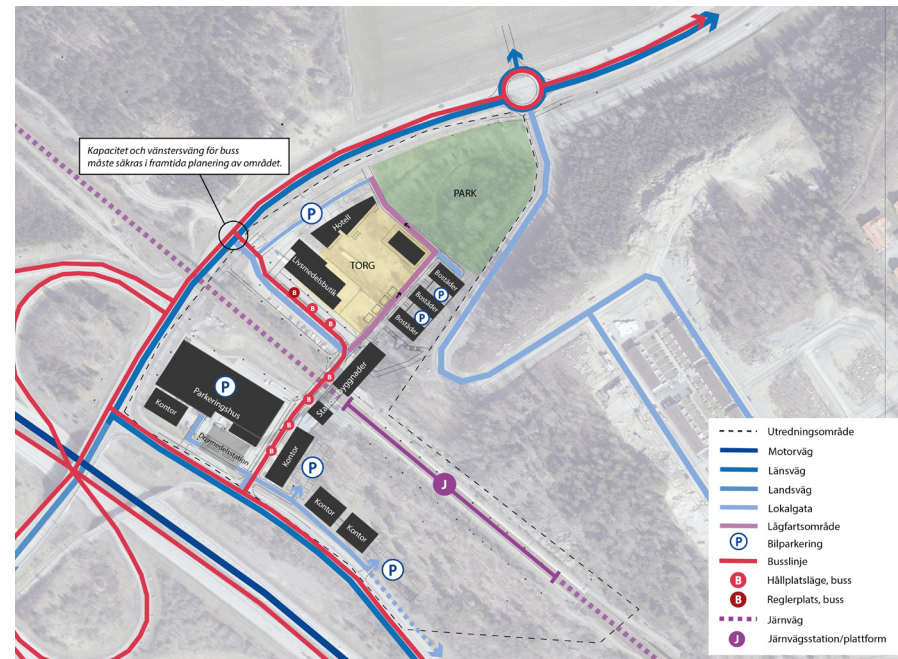 Kapacitet och vänstersväng för buss
måste säkras i framtida planering av området.
PARK
P
Hotell
TORG
Livsmedelsbutik
Bostäder
P
Bostäder
P
Bostäder
B
B
B
B
Stationsbyggnader
P
Parkeringshus
Kontor
B
B
Drivmedelsstation
B
Kontor
P
J
Kontor
Kontor
P
Utredningsområde
Motorväg
Länsväg
Landsväg
Lokalgata
Lågfartsområde
P Bilparkering
Busslinje
B Hållplatsläge, buss
B Reglerplats, buss
Järnväg
J Järnvägsstation/plattform